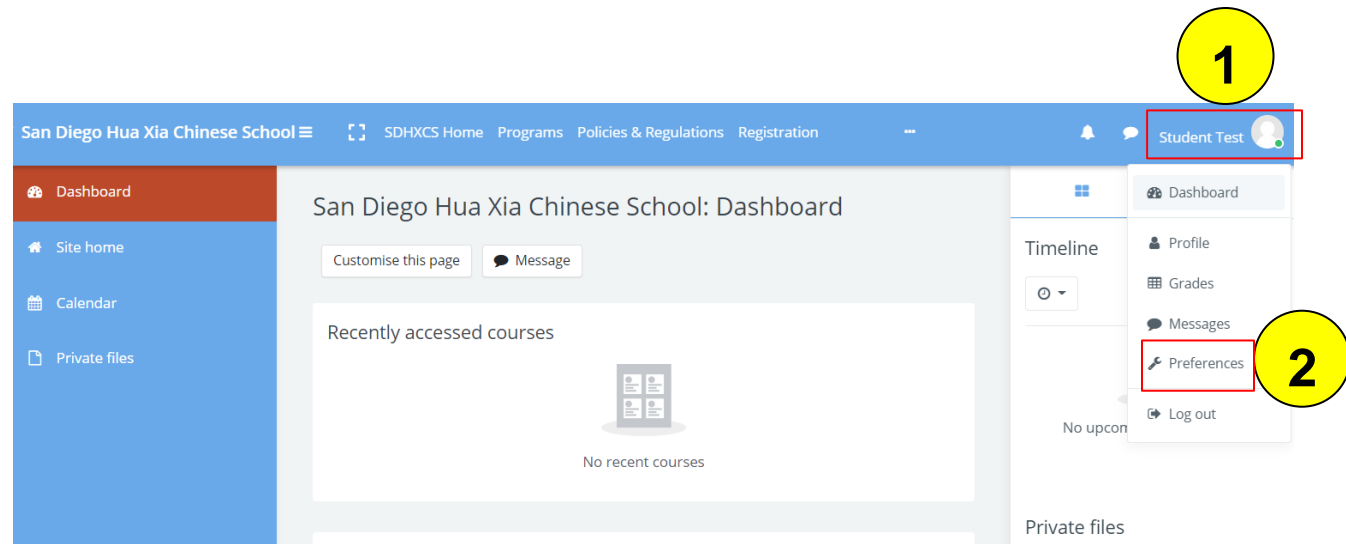 1
San Diego Hua Xia Chinese School
SDHXCS Home Programs Policies & Regulations Registration
Student Test
Dashboard
Site home
Calendar
Private files
San Diego Hua Xia Chinese School: Dashboard
Customise this page
Message
Recently accessed courses
No recent courses
Timeline
No upcom
Private files
Dashboard
Profile
Grades
Messages
Preferences
2
Log out